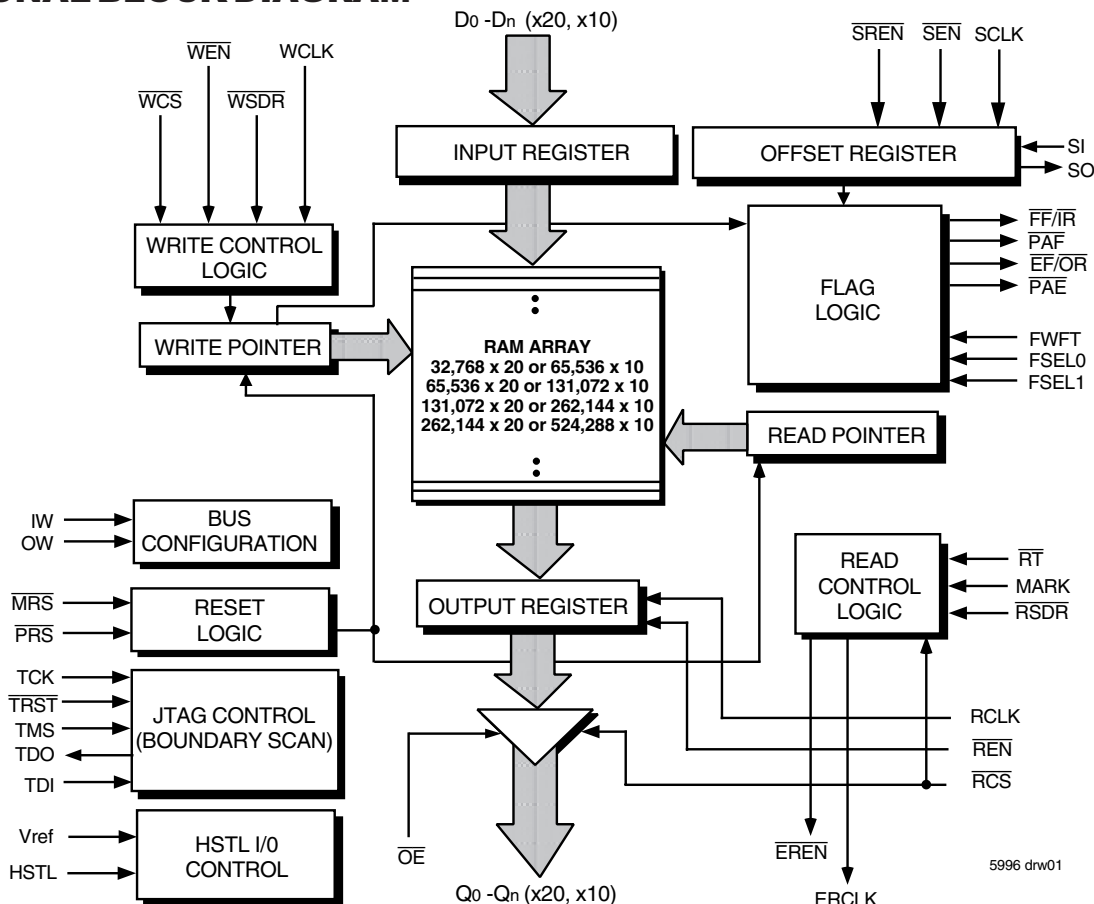 D0 -Dn (x20, x10)
WEN
WCLK
WCS
WSDR
SREN
SEN
SCLK
INPUT REGISTER
OFFSET REGISTER
SI
SO
WRITE CONTROL
LOGIC
FLAG
LOGIC
FF/IR
PAF
EF/OR
PAE
FWFT
FSEL0
FSEL1
WRITE POINTER
RAM ARRAY
32,768 x 20 or 65,536 x 10
65,536 x 20 or 131,072 x 10
131,072 x 20 or 262,144 x 10
262,144 x 20 or 524,288 x 10
READ POINTER
IW
OW
BUS
CONFIGURATION
READ
CONTROL
LOGIC
RT
MARK
RSDR
MRS
PRS
RESET
LOGIC
OUTPUT REGISTER
TCK
TRST
TMS
TDO
TDI
JTAG CONTROL
(BOUNDARY SCAN)
RCLK
REN
RCS
Vref
HSTL
HSTL I/0
CONTROL
OE
EREN
5996 drw01
Q0 -Qn (x20, x10)
ERCLK